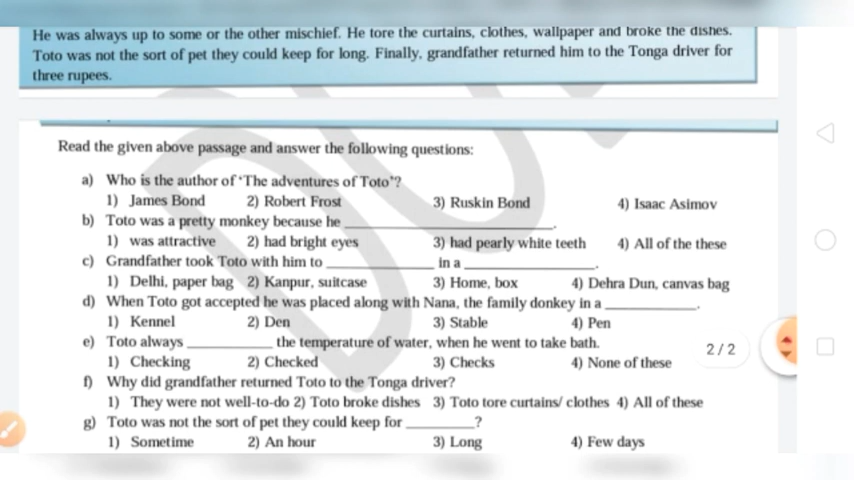 He was always up to some or the other mischief. He tore the curtains, clothes, wallpaper and broke the dishes.
Toto was not the sort of pet they could keep for long. Finally, grandfather returned him to the Tonga driver for
three rupees.
Read the given above passage and answer the following questions:
a) Who is the author of 'The adventures of Toto'?
1) James Bond 2) Robert Frost 3) Ruskin Bond 4) Isaac Asimov
b) Toto was a pretty monkey because he ____________________.
1) was attractive 2) had bright eyes 3) had pearly white teeth 4) All of the these
c) Grandfather took Toto with him to __________ in a ____________.
1) Delhi, paper bag 2) Kanpur, suitcase 3) Home, box 4) Dehra Dun, canvas bag
d) When Toto got accepted he was placed along with Nana, the family donkey in a ________.
1) Kennel 2) Den 3) Stable 4) Pen
e) Toto always ________ the temperature of water, when he went to take bath.
1) Checking 2) Checked 3) Checks 4) None of these
2 / 2
f) Why did grandfather returned Toto to the Tonga driver?
1) They were not well-to-do 2) Toto broke dishes 3) Toto tore curtains/ clothes 4) All of these
g) Toto was not the sort of pet they could keep for ______?
1) Sometime 2) An hour 3) Long 4) Few days